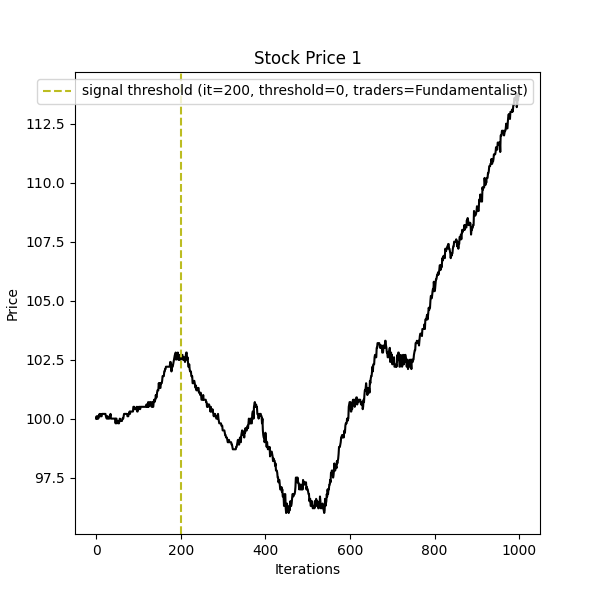 Stock Price 1
signal threshold (it=200, threshold=0, traders=Fundamentalist)
112.5
110.0
107.5
105.0
102.5
100.0
97.5
Price
0 200 400 600 800 1000
Iterations